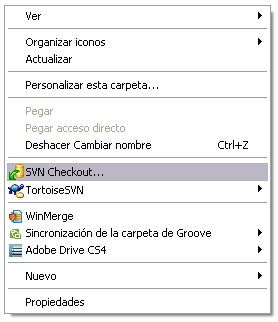 Ver
Organizar iconos
Actualizar
Personalizar esta carpeta...
Pegar
Pegar acceso directo
Deshacer Cambiar nombre Ctrl+Z
SVN Checkout...
TortoiseSVN
WinMerge
Sincronización de la carpeta de Groove
Adobe Drive CS4
Nuevo
Propiedades